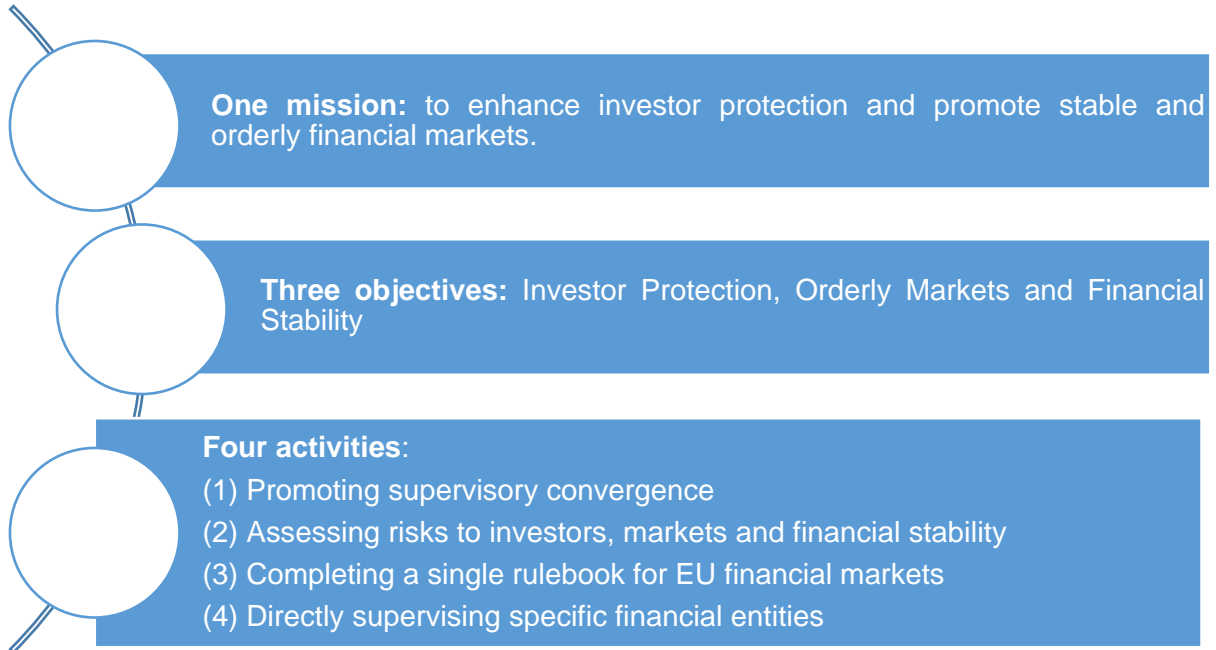 One mission: to enhance investor protection and promote stable and
orderly financial markets.
Three objectives: Investor Protection, Orderly Markets and Financial
Stability
Four activities:
(1) Promoting supervisory convergence
(2) Assessing risks to investors, markets and financial stability
(3) Completing a single rulebook for EU financial markets
(4) Directly supervising specific financial entities